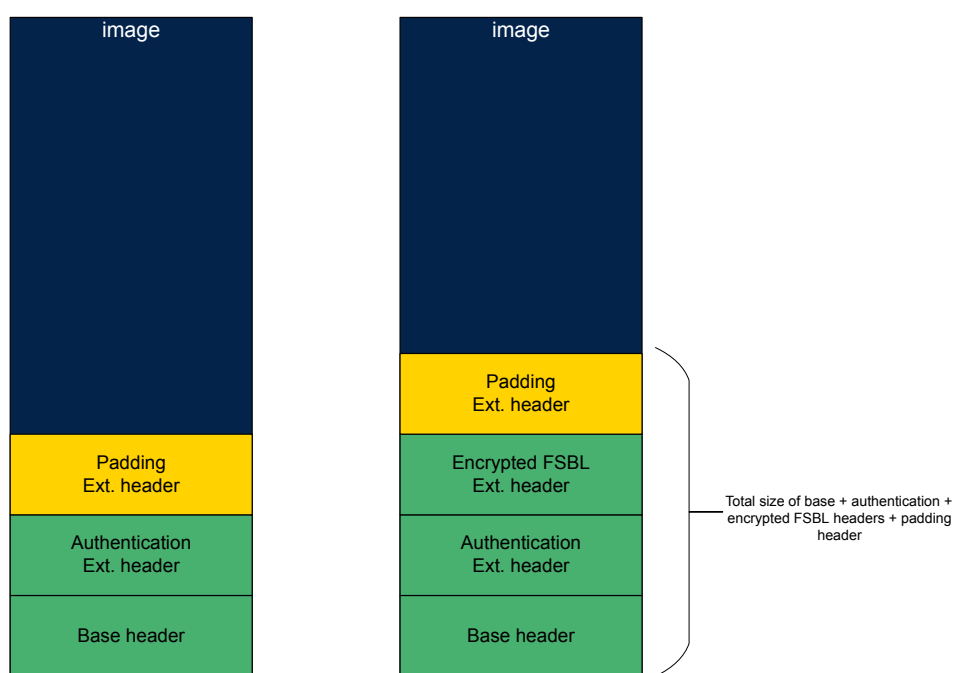 image
Padding
Ext. header
Authentication
Ext. header
Base header
image
Padding
Ext. header
Encrypted FSBL
Ext. header
Authentication
Ext. header
Base header
Total size of base + authentication +
encrypted FSBL headers + padding
header